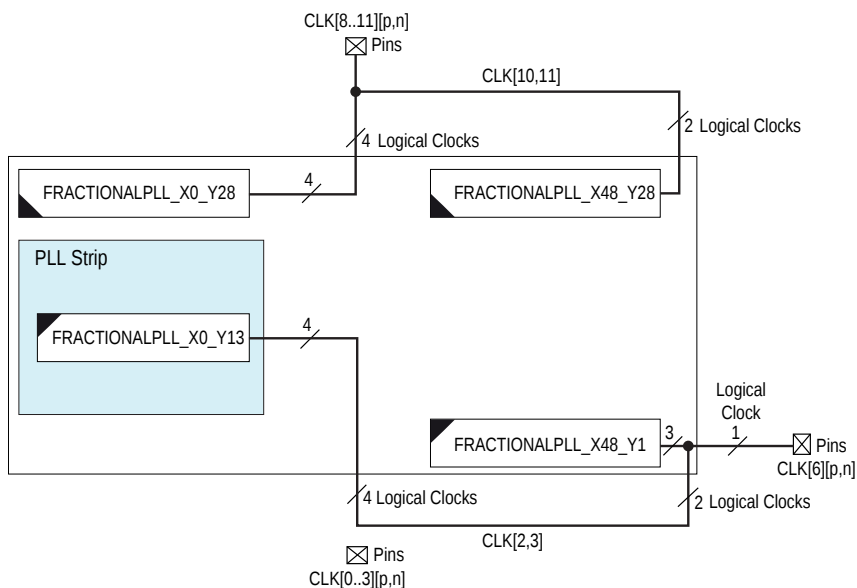 CLK[8..11][p,n]
Pins
CLK[10,11]
4 Logical Clocks
2 Logical Clocks
FRACTIONALPLL_X0_Y28
4
FRACTIONALPLL_X48_Y28
PLL Strip
FRACTIONALPLL_X0_Y13
4
Logical
Clock
1
FRACTIONALPLL_X48_Y1
3
Pins
CLK[6][p,n]
4 Logical Clocks
2 Logical Clocks
CLK[2,3]
Pins
CLK[0..3][p,n]